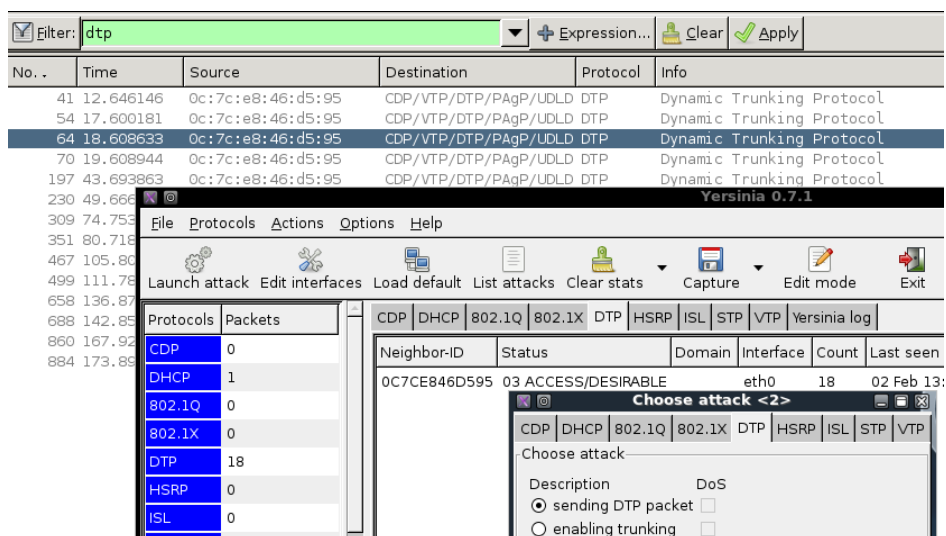 Filter: dtp Expression... Clear Apply
No. . Time Source Destination Protocol Info
41 12.646146 0c:7c:e8:46:d5:95 CDP/VTP/DTP/PAgP/UDLD DTP Dynamic Trunking Protocol
54 17.600181 0c:7c:e8:46:d5:95 CDP/VTP/DTP/PAgP/UDLD DTP Dynamic Trunking Protocol
64 18.608633 0c:7c:e8:46:d5:95 CDP/VTP/DTP/PAgP/UDLD DTP Dynamic Trunking Protocol
70 19.608944 0c:7c:e8:46:d5:95 CDP/VTP/DTP/PAgP/UDLD DTP Dynamic Trunking Protocol
197 43.693863 0c:7c:e8:46:d5:95 CDP/VTP/DTP/PAgP/UDLD DTP Dynamic Trunking Protocol
230 49.666
309 74.753
351 80.718
467 105.80
499 111.78
658 136.87
688 142.85
860 167.92
884 173.89
Yersinia 0.7.1
File Protocols Actions Options Help
Launch attack Edit interfaces Load default List attacks Clear stats Capture Edit mode Exit
Protocols Packets
CDP 0
DHCP 1
802.1Q 0
802.1X 0
DTP 18
HSRP 0
ISL 0
CDP DHCP 802.1Q 802.1X DTP HSRP ISL STP VTP Yersinia log
Neighbor-ID Status Domain Interface Count Last seen
0C7CE846D595 03 ACCESS/DESIRABLE eth0 18 02 Feb 13:
Choose attack <2>
CDP DHCP 802.1Q 802.1X DTP HSRP ISL STP VTP
Choose attack
Description DoS
sending DTP packet
enabling trunking